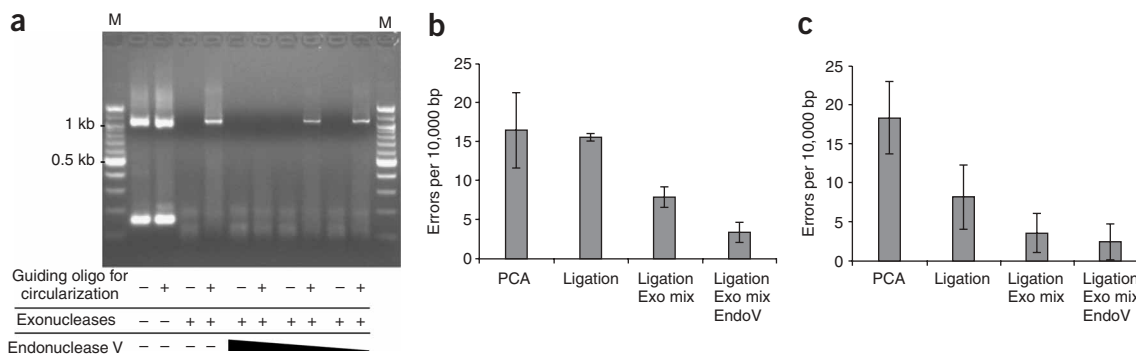 a
M
M
1 kb
0.5 kb
Guiding oligo for
circularization
– + – + – + – + – +
Exonucleases
– – + + + + + + + +
Endonuclease V
– – – –
b
Errors per 10,000 bp
25
20
15
10
5
0
PCA
Ligation
Ligation
Exo mix
Ligation
Exo mix
EndoV
c
Errors per 10,000 bp
25
20
15
10
5
0
PCA
Ligation
Ligation
Exo mix
Ligation
Exo mix
EndoV